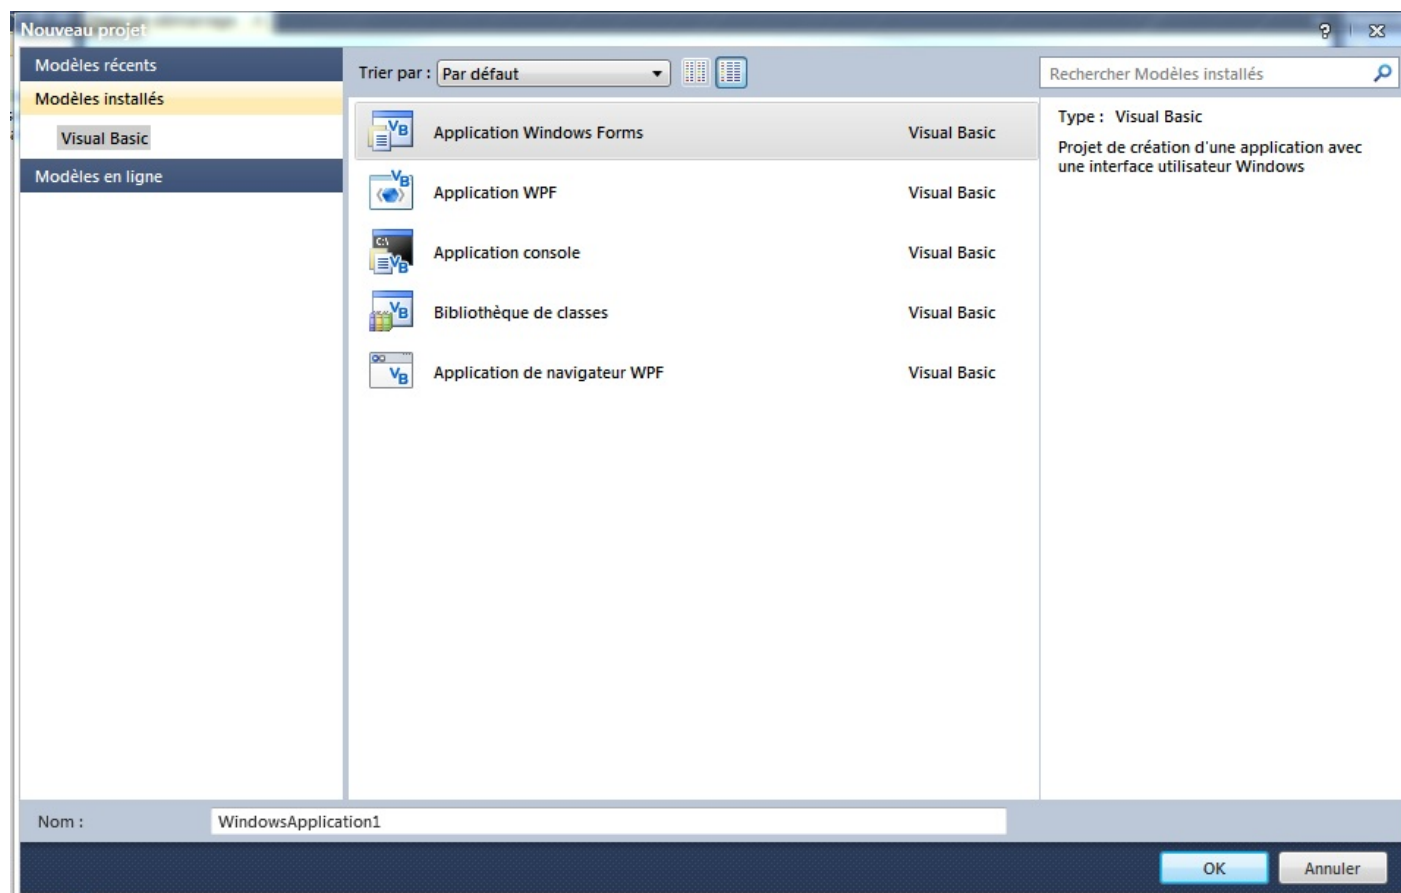 Nouveau projet
Modèles récents
Modèles installés
Visual Basic
Modèles en ligne
Trier par : Par défaut
Rechercher Modèles installés
Application Windows Forms Visual Basic
Application WPF Visual Basic
Application console Visual Basic
Bibliothèque de classes Visual Basic
Application de navigateur WPF Visual Basic
Type : Visual Basic
Projet de création d'une application avec
une interface utilisateur Windows
Nom : WindowsApplication1
OK Annuler